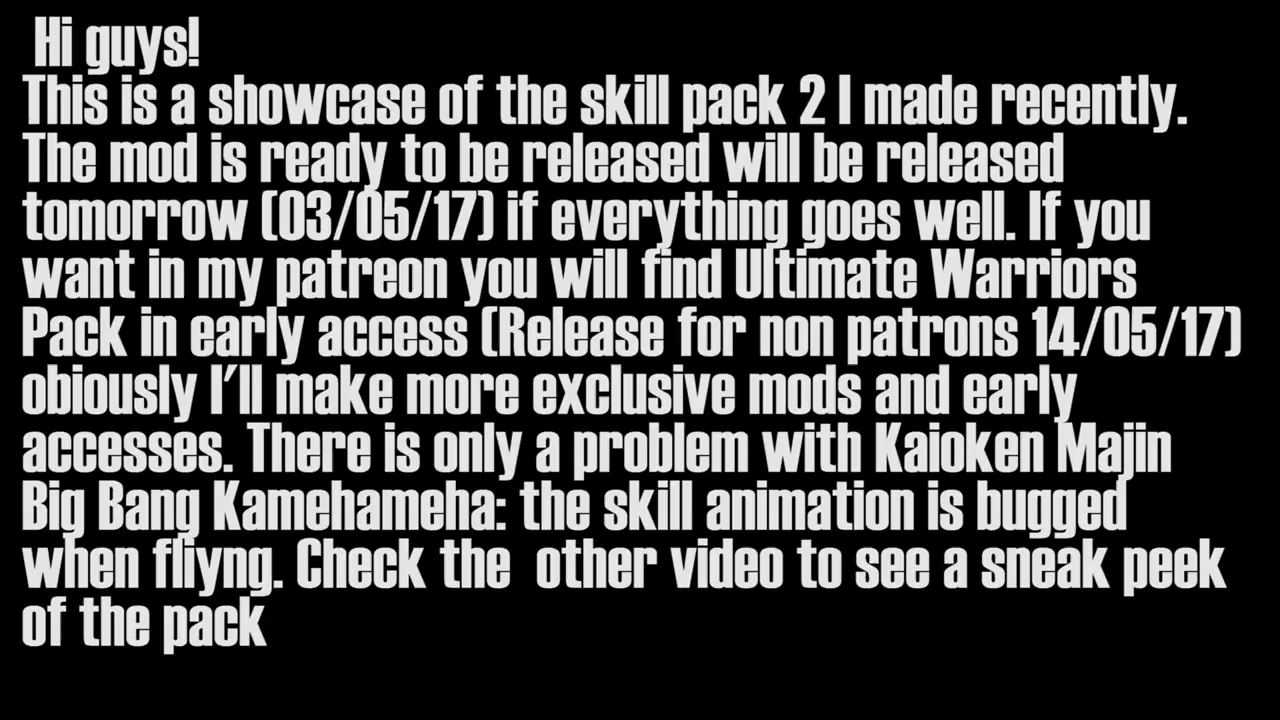 Hi guys!
This is a showcase of the skill pack 2 I made recently.
The mod is ready to be released will be released
tomorrow (03/05/17) if everything goes well. If you
want in my patreon you will find Ultimate Warriors
Pack in early access (Release for non patrons 14/05/17)
obiously I'll make more exclusive mods and early
accesses. There is only a problem with Kaioken Majin
Big Bang Kamehameha: the skill animation is bugged
when fliyng. Check the other video to see a sneak peek
of the pack